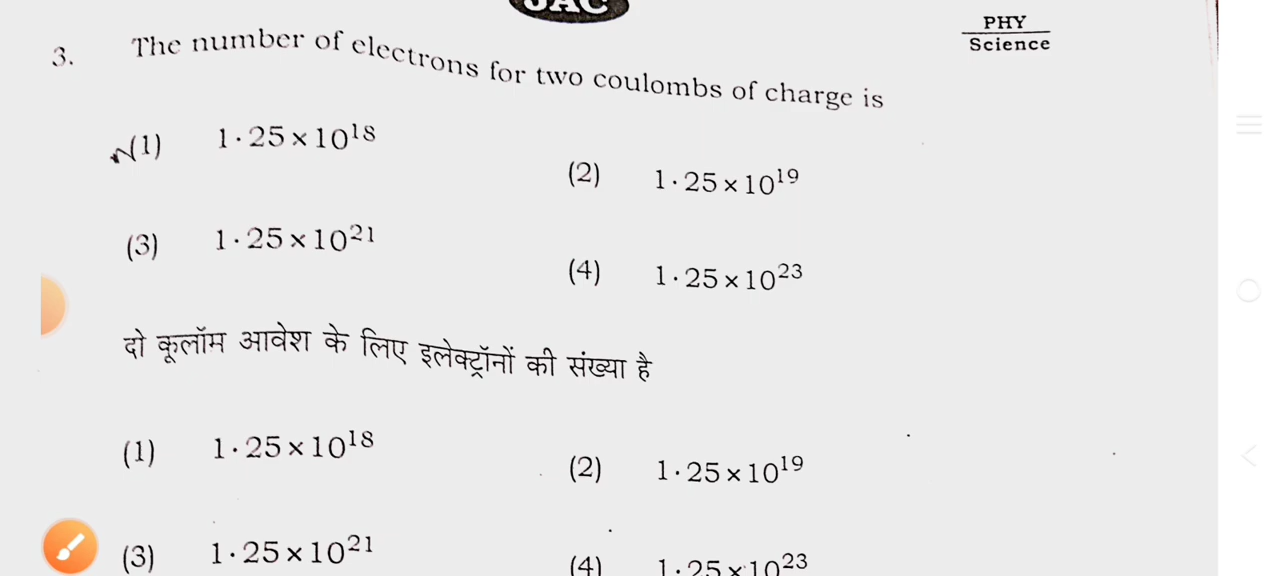 JAC
PHY
Science
3. The number of electrons for two coulombs of charge is
(1) 1·25×10¹⁸
(2) 1·25×10¹⁹
(3) 1·25×10²¹
(4) 1·25×10²³
दो कूलॉम आवेश के लिए इलेक्ट्रॉनों की संख्या है
(1) 1·25×10¹⁸
(2) 1·25×10¹⁹
(3) 1·25×10²¹
(4) 1·25×10²³